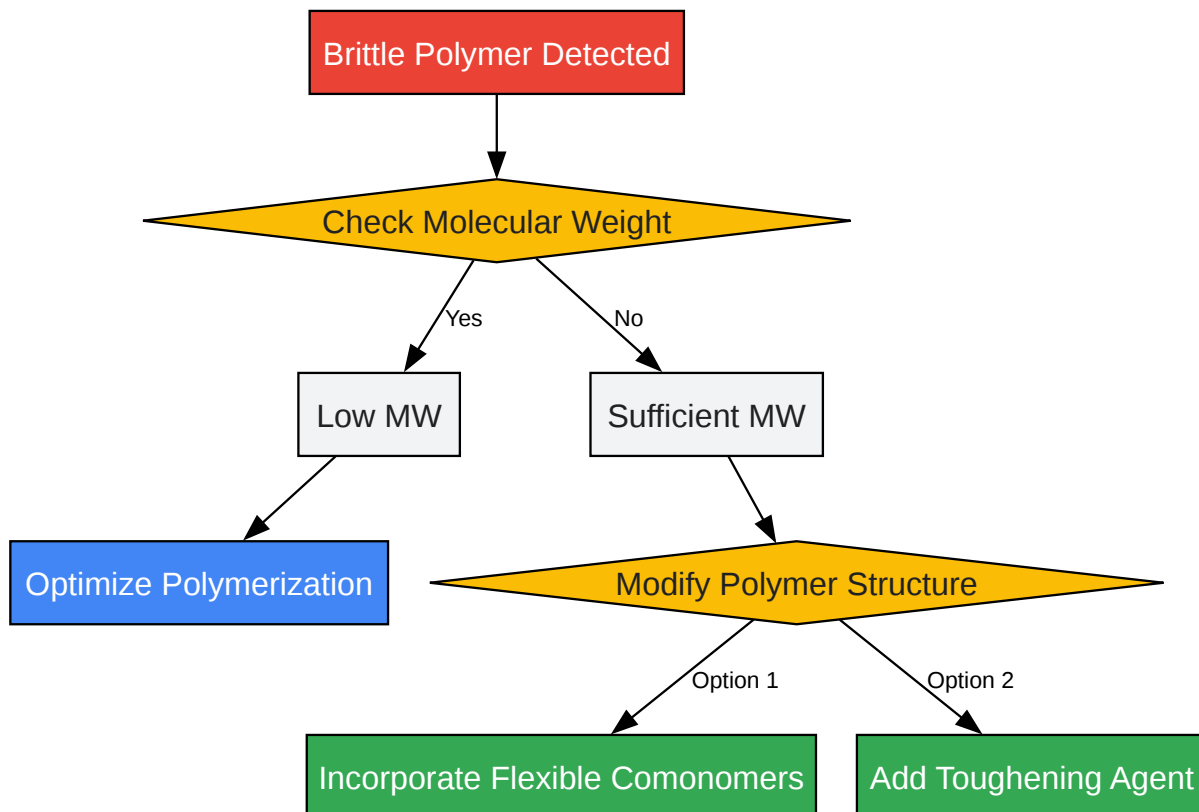 Brittle Polymer Detected
Check Molecular Weight
Yes
No
Low MW
Sufficient MW
Optimize Polymerization
Modify Polymer Structure
Option 1
Option 2
Incorporate Flexible Comonomers
Add Toughening Agent